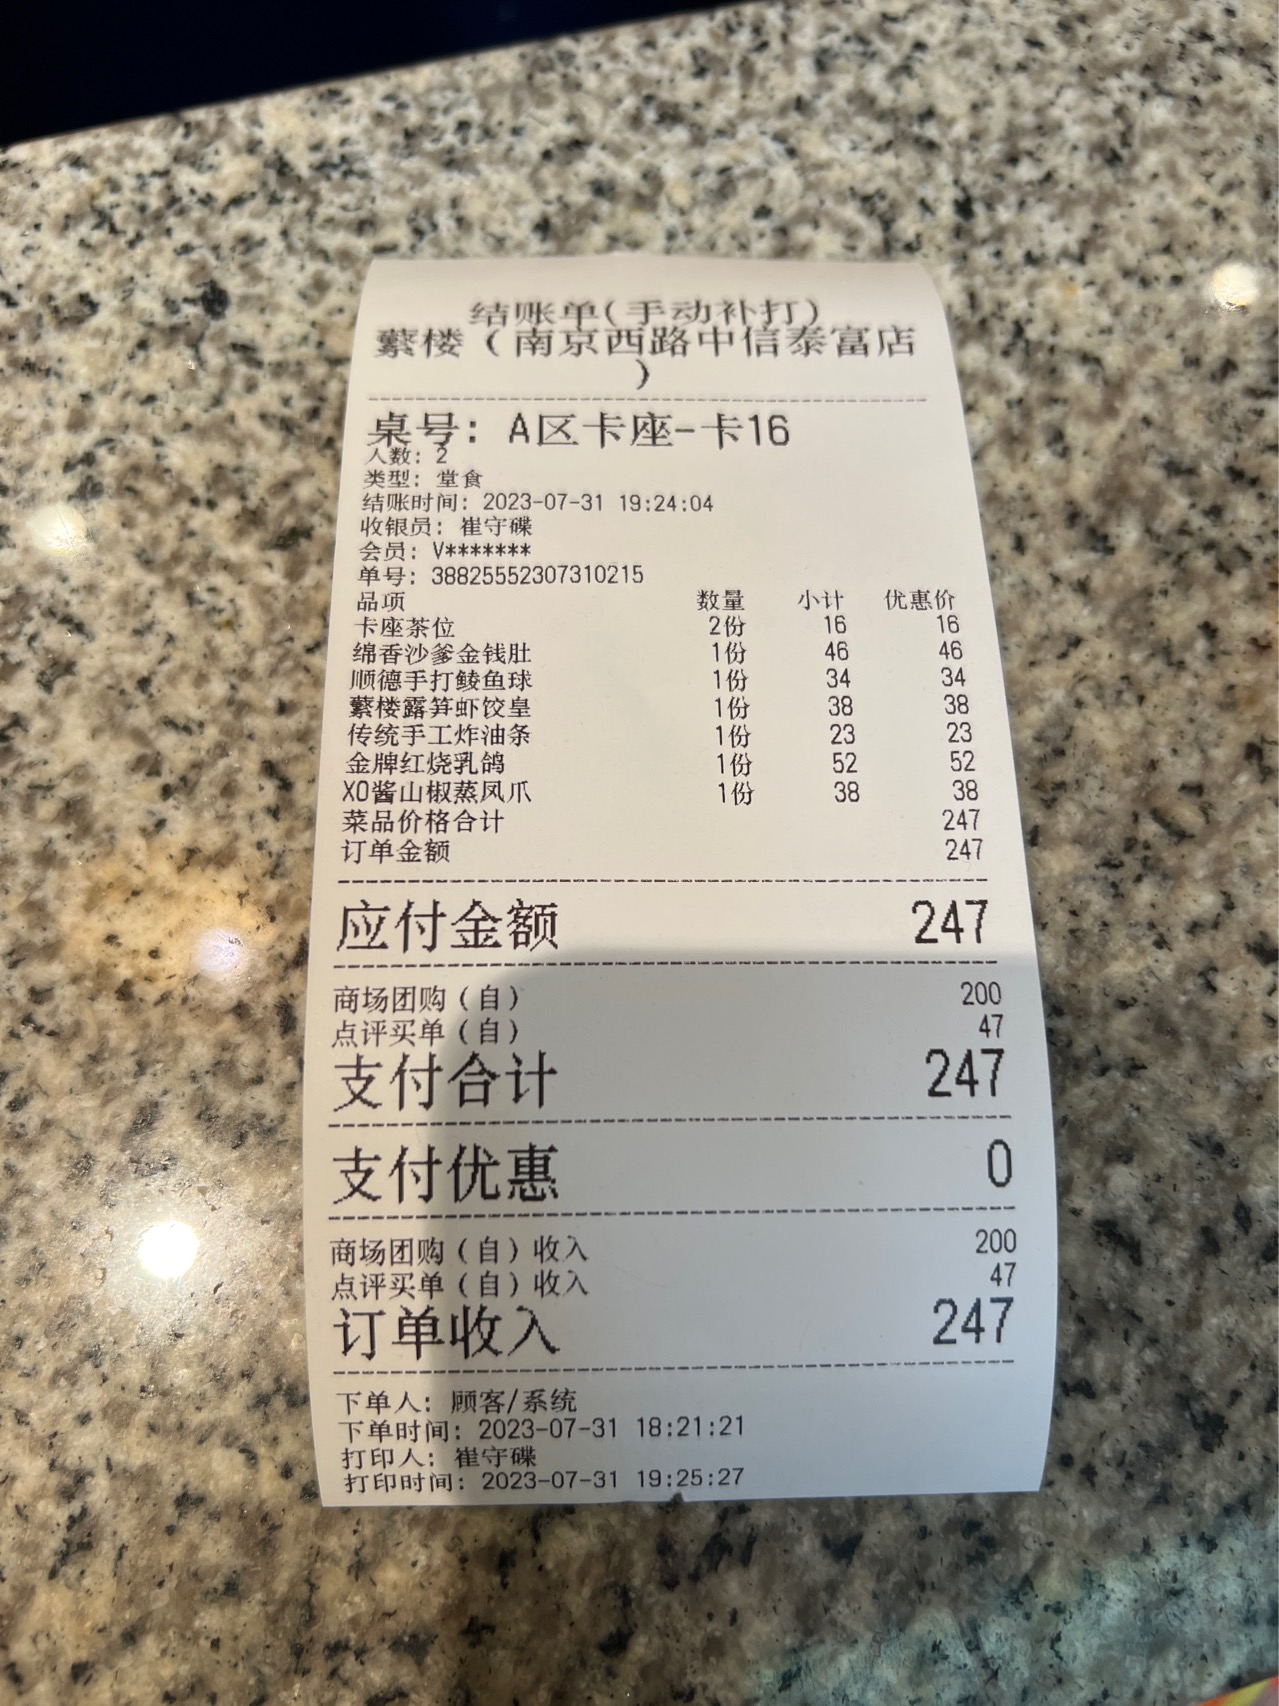 结账单(手动补打)
蘩楼（南京西路中信泰富店
）
桌号: A区卡座-卡16
人数: 2
类型: 堂食
结账时间: 2023-07-31 19:24:04
收银员: 崔守碟
会员: V*******
单号: 38825552307310215
品项 数量 小计 优惠价
卡座茶位 2份 16 16
绵香沙爹金钱肚 1份 46 46
顺德手打鲮鱼球 1份 34 34
蘩楼露笋虾饺皇 1份 38 38
传统手工炸油条 1份 23 23
金牌红烧乳鸽 1份 52 52
XO酱山椒蒸凤爪 1份 38 38
菜品价格合计 247
订单金额 247
应付金额 247
商场团购（自） 200
点评买单（自） 47
支付合计 247
支付优惠 0
商场团购（自）收入 200
点评买单（自）收入 47
订单收入 247
下单人: 顾客/系统
下单时间: 2023-07-31 18:21:21
打印人: 崔守碟
打印时间: 2023-07-31 19:25:27